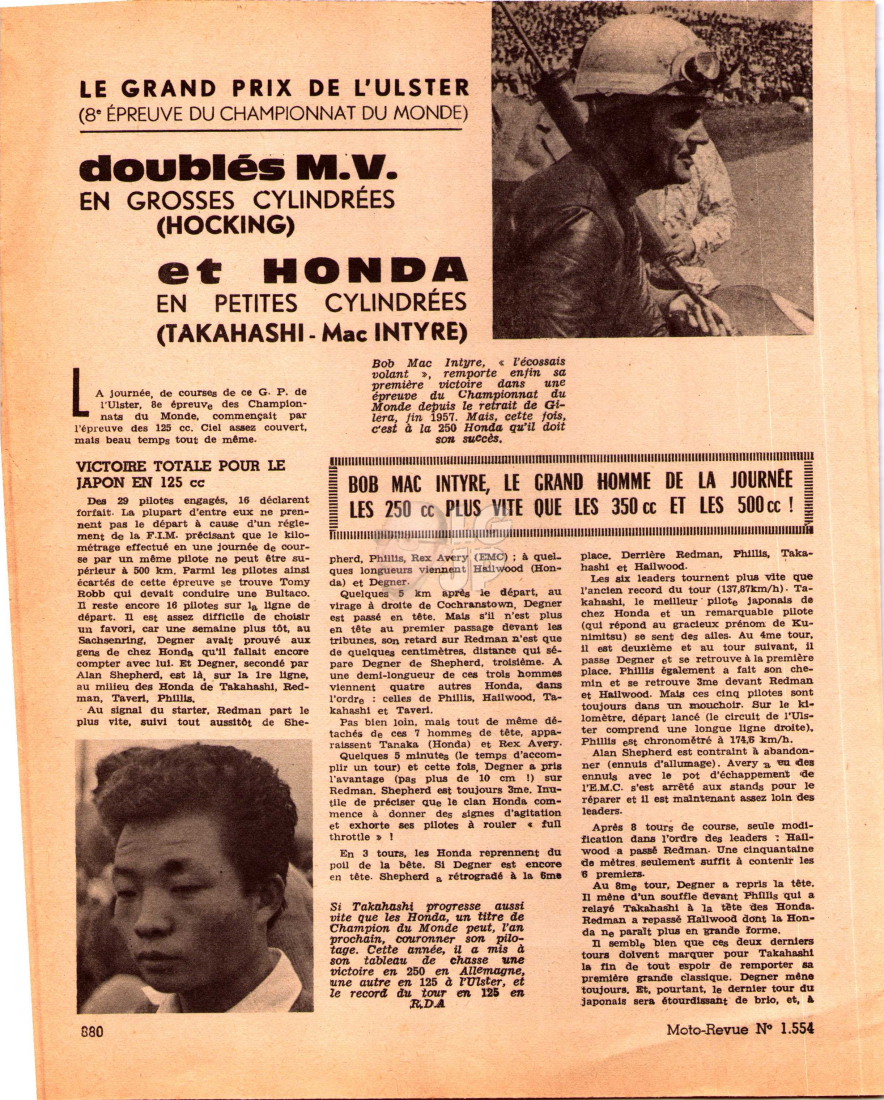 LE GRAND PRIX DE L'ULSTER
(8e ÉPREUVE DU CHAMPIONNAT DU MONDE)
doublés M.V.
EN GROSSES CYLINDRÉES
(HOCKING)
et HONDA
EN PETITES CYLINDRÉES
(TAKAHASHI - Mac INTYRE)
Bob Mac Intyre, « l'écossais
volant », remporte enfin sa
première victoire dans une
épreuve du Championnat du
Monde depuis le retrait de Gi-
lera, fin 1957. Mais, cette fois,
c'est à la 250 Honda qu'il doit
son succès.
LA journée, de courses de ce G. P. de
l'Ulster, 8e épreuve des Champion-
nats du Monde, commençait par
l'épreuve des 125 cc. Ciel assez couvert,
mais beau temps tout de même.
VICTOIRE TOTALE POUR LE
JAPON EN 125 cc
Des 29 pilotes engagés, 16 déclarent
forfait. La plupart d'entre eux ne pren-
nent pas le départ à cause d'un règle-
ment de la F.I.M. précisant que le kilo-
métrage effectué en une journée de cour-
se par un même pilote ne peut être su-
périeur à 500 km. Parmi les pilotes ainsi
écartés de cette épreuve se trouve Tomy
Robb qui devait conduire une Bultaco.
Il reste encore 16 pilotes sur la ligne de
départ. Il est assez difficile de choisir
un favori, car une semaine plus tôt, au
Sachsenring, Degner avait prouvé aux
gens de chez Honda qu'il fallait encore
compter avec lui. Et Degner, secondé par
Alan Shepherd, est là, sur la 1re ligne,
au milieu des Honda de Takahashi, Red-
man, Taveri, Phillis.
Au signal du starter, Redman part le
plus vite, suivi tout aussitôt de She-
BOB MAC INTYRE, LE GRAND HOMME DE LA JOURNÉE
LES 250 cc PLUS VITE QUE LES 350 cc ET LES 500 cc !
pherd, Phillis, Rex Avery (EMC) ; à quel-
ques longueurs viennent Hailwood (Hon-
da) et Degner.
Quelques 5 km après le départ, au
virage à droite de Cochranstown, Degner
est passé en tête. Mais s'il n'est plus
en tête au premier passage devant les
tribunes, son retard sur Redman n'est que
de quelques centimètres, distance qui sé-
pare Degner de Shepherd, troisième. A
une demi-longueur de ces trois hommes
viennent quatre autres Honda, dans
l'ordre : celles de Phillis, Hailwood, Ta-
kahashi et Taveri.
Pas bien loin, mais tout de même dé-
tachés de ces 7 hommes de tête, appa-
raissent Tanaka (Honda) et Rex Avery.
Quelques 5 minutes (le temps d'accom-
plir un tour) et cette fois, Degner a pris
l'avantage (pas plus de 10 cm !) sur
Redman. Shepherd est toujours 3me. Inu-
tile de préciser que le clan Honda com-
mence à donner des signes d'agitation
et exhorte ses pilotes à rouler « full
throttle » !
En 3 tours, les Honda reprennent du
poil de la bête. Si Degner est encore
en tête. Shepherd a rétrogradé à la 6me
Si Takahashi progresse aussi
vite que les Honda, un titre de
Champion du Monde peut, l'an
prochain, couronner son pilo-
tage. Cette année, il a mis à
son tableau de chasse une
victoire en 250 en Allemagne,
une autre en 125 à l'Ulster, et
le record du tour en 125 en
R.D.A
place. Derrière Redman, Phillis, Taka-
hashi et Hailwood.
Les six leaders tournent plus vite que
l'ancien record du tour (137,87km/h). Ta-
kahashi, le meilleur pilote japonais de
chez Honda et un remarquable pilote
(qui répond au gracieux prénom de Ku-
nimitsu) se sent des ailes. Au 4me tour,
il est deuxième et au tour suivant, il
passe Degner et se retrouve à la première
place. Phillis également a fait son che-
min et se retrouve 3me devant Redman
et Hailwood. Mais ces cinq pilotes sont
toujours dans un mouchoir. Sur le ki-
lomètre, départ lancé (le circuit de l'Uls-
ter comprend une longue ligne droite),
Phillis est chronométré à 174,6 km/h.
Alan Shepherd est contraint à abandon-
ner (ennuis d'allumage). Avery a eu des
ennuis avec le pot d'échappement de
l'E.M.C. s'est arrêté aux stands pour le
réparer et il est maintenant assez loin des
leaders.
Après 8 tours de course, seule modi-
fication dans l'ordre des leaders : Hail-
wood a passé Redman. Une cinquantaine
de mètres seulement suffit à contenir les
6 premiers.
Au 8me tour, Degner a repris la tête.
Il mène d'un souffle devant Phillis qui a
relayé Takahashi à la tête des Honda.
Redman a repassé Hailwood dont la Hon-
da ne paraît plus en grande forme.
Il semble bien que ces deux derniers
tours doivent marquer pour Takahashi
la fin de tout espoir de remporter sa
première grande classique. Degner mène
toujours. Et, pourtant, le dernier tour du
japonais sera étourdissant de brio, et, à
880
Moto-Revue N° 1.554